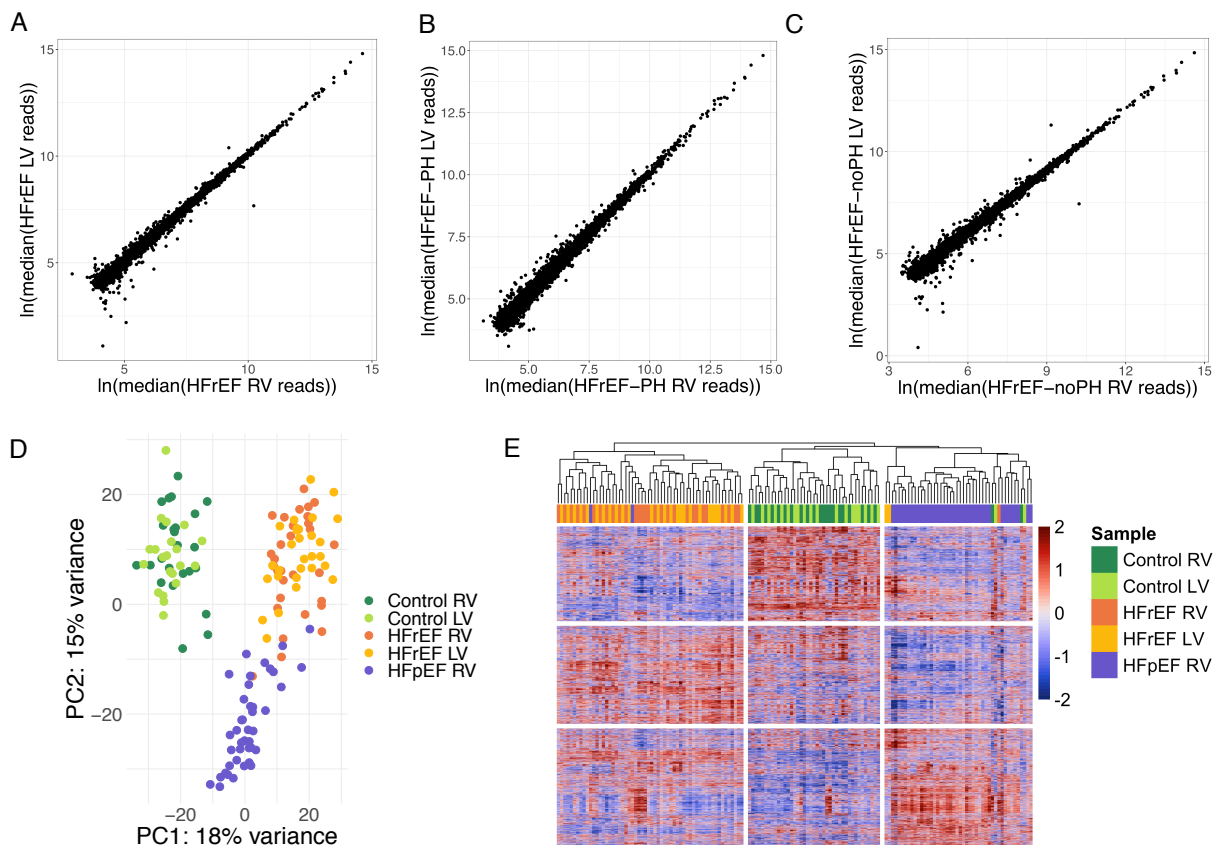 A
15
10
5
ln(median(HFrEF LV reads))
5
10
15
ln(median(HFrEF RV reads))
B
15.0
12.5
10.0
7.5
5.0
ln(median(HFrEF−PH LV reads))
5.0
7.5
10.0
12.5
15.0
ln(median(HFrEF−PH RV reads))
C
15
10
5
0
ln(median(HFrEF−noPH LV reads))
3
6
9
12
15
ln(median(HFrEF−noPH RV reads))
D
20
0
−20
PC2: 15% variance
−20
0
20
PC1: 18% variance
Control RV
Control LV
HFrEF RV
HFrEF LV
HFpEF RV
E
2
1
0
-1
-2
Sample
Control RV
Control LV
HFrEF RV
HFrEF LV
HFpEF RV